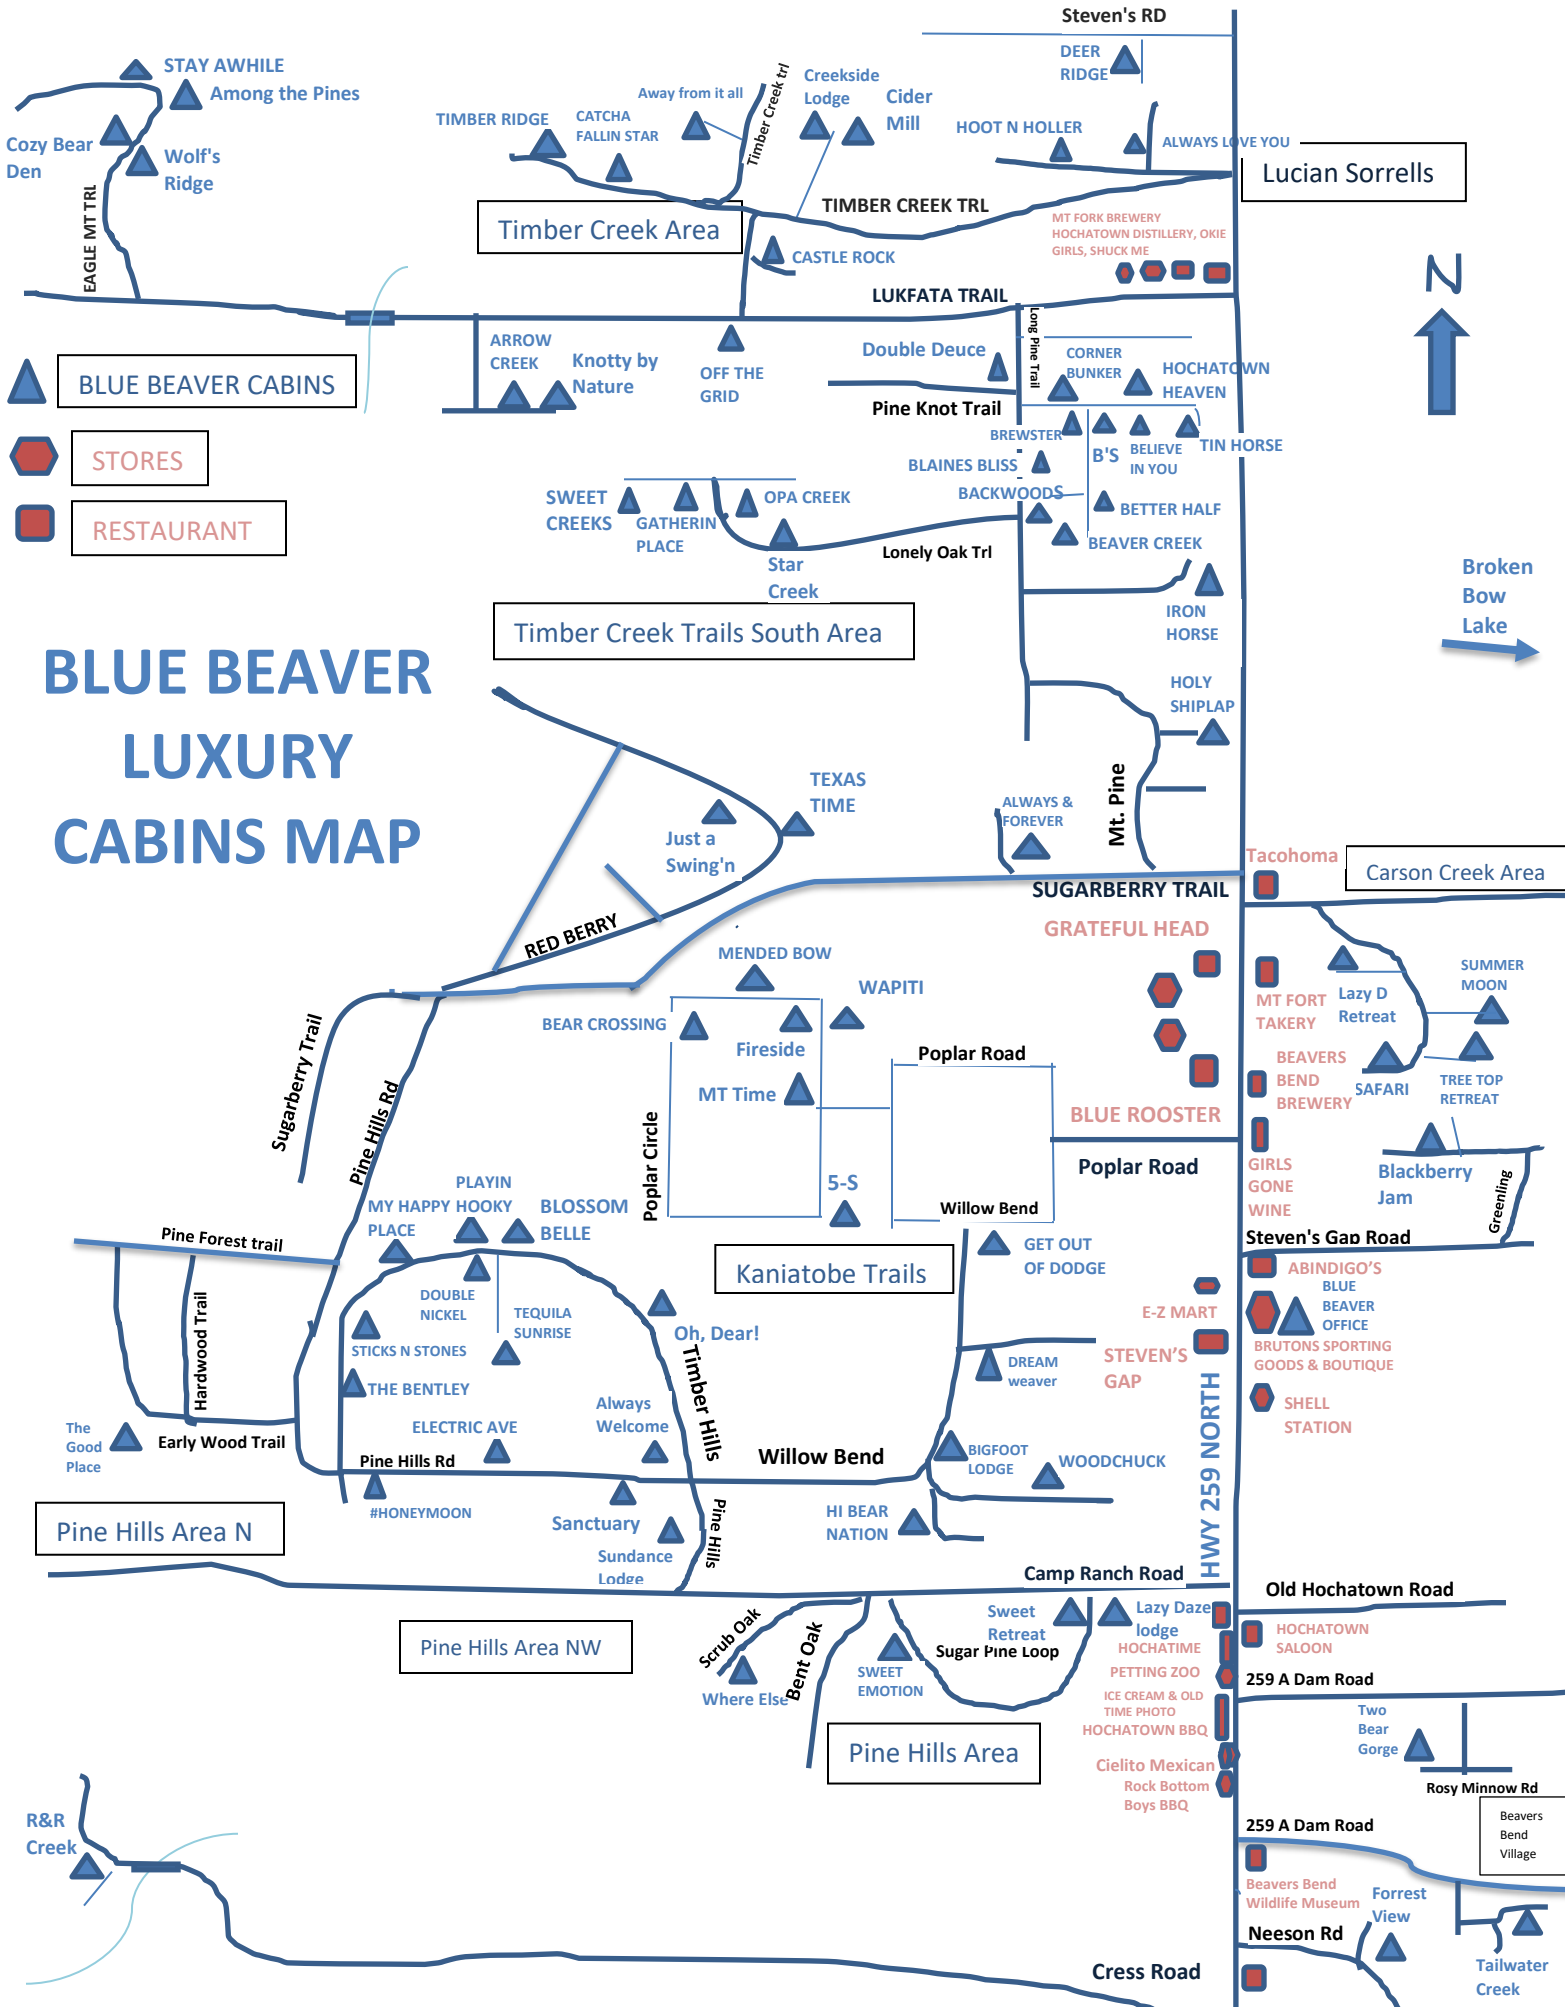 Steven's RD
DEER
RIDGE
STAY AWHILE
Among the Pines
Cozy Bear
Den
Wolf's
Ridge
EAGLE MT TRL
TIMBER RIDGE
CATCHA
FALLIN STAR
Away from it all
Timber Creek trl
Creekside
Lodge
Cider
Mill
HOOT N HOLLER
ALWAYS LOVE YOU
Lucian Sorrells
Timber Creek Area
TIMBER CREEK TRL
CASTLE ROCK
MT FORK BREWERY
HOCHATOWN DISTILLERY, OKIE
GIRLS, SHUCK ME
N
LUKFATA TRAIL
Long Pine Trail
BLUE BEAVER CABINS
STORES
RESTAURANT
ARROW
CREEK
Knotty by
Nature
OFF THE
GRID
Double Deuce
Pine Knot Trail
CORNER
BUNKER
HOCHATOWN
HEAVEN
BREWSTER
B'S
BELIEVE
IN YOU
TIN HORSE
BLAINES BLISS
BACKWOODS
BETTER HALF
BEAVER CREEK
SWEET
CREEKS
GATHERIN
PLACE
OPA CREEK
Star
Creek
Lonely Oak Trl
IRON
HORSE
Broken
Bow
Lake
Timber Creek Trails South Area
BLUE BEAVER
LUXURY
CABINS MAP
HOLY
SHIPLAP
Mt. Pine
TEXAS
TIME
Just a
Swing'n
ALWAYS &
FOREVER
RED BERRY
SUGARBERRY TRAIL
Tacohoma
Carson Creek Area
GRATEFUL HEAD
MENDED BOW
WAPITI
BEAR CROSSING
Fireside
MT Time
Poplar Road
BLUE ROOSTER
MT FORT
TAKERY
Lazy D
Retreat
SUMMER
MOON
BEAVERS
BEND
BREWERY
SAFARI
TREE TOP
RETREAT
Sugarberry Trail
Pine Hills Rd
Poplar Circle
Poplar Road
GIRLS
GONE
WINE
Blackberry
Jam
Greenling
5-S
Willow Bend
PLAYIN
HOOKY
MY HAPPY
PLACE
BLOSSOM
BELLE
Pine Forest trail
Hardwood Trail
Kaniatobe Trails
GET OUT
OF DODGE
Steven's Gap Road
ABINDIGO'S
BLUE
BEAVER
OFFICE
BRUTONS SPORTING
GOODS & BOUTIQUE
SHELL
STATION
E-Z MART
STEVEN'S
GAP
HWY 259 NORTH
DOUBLE
NICKEL
TEQUILA
SUNRISE
Oh, Dear!
Timber Hills
STICKS N STONES
THE BENTLEY
DREAM
weaver
Always
Welcome
ELECTRIC AVE
The
Good
Place
Early Wood Trail
Pine Hills Rd
Willow Bend
BIGFOOT
LODGE
WOODCHUCK
#HONEYMOON
Sanctuary
Sundance
Lodge
Pine Hills
HI BEAR
NATION
Pine Hills Area N
Camp Ranch Road
Old Hochatown Road
Pine Hills Area NW
Scrub Oak
Bent Oak
Where Else
SWEET
EMOTION
Sweet
Retreat
Sugar Pine Loop
Lazy Daze
lodge
HOCHATIME
PETTING ZOO
ICE CREAM & OLD
TIME PHOTO
HOCHATOWN BBQ
Cielito Mexican
Rock Bottom
Boys BBQ
HOCHATOWN
SALOON
259 A Dam Road
Two
Bear
Gorge
Rosy Minnow Rd
Pine Hills Area
Beavers
Bend
Village
259 A Dam Road
Beavers Bend
Wildlife Museum
Forrest
View
Neeson Rd
Tailwater
Creek
R&R
Creek
Cress Road